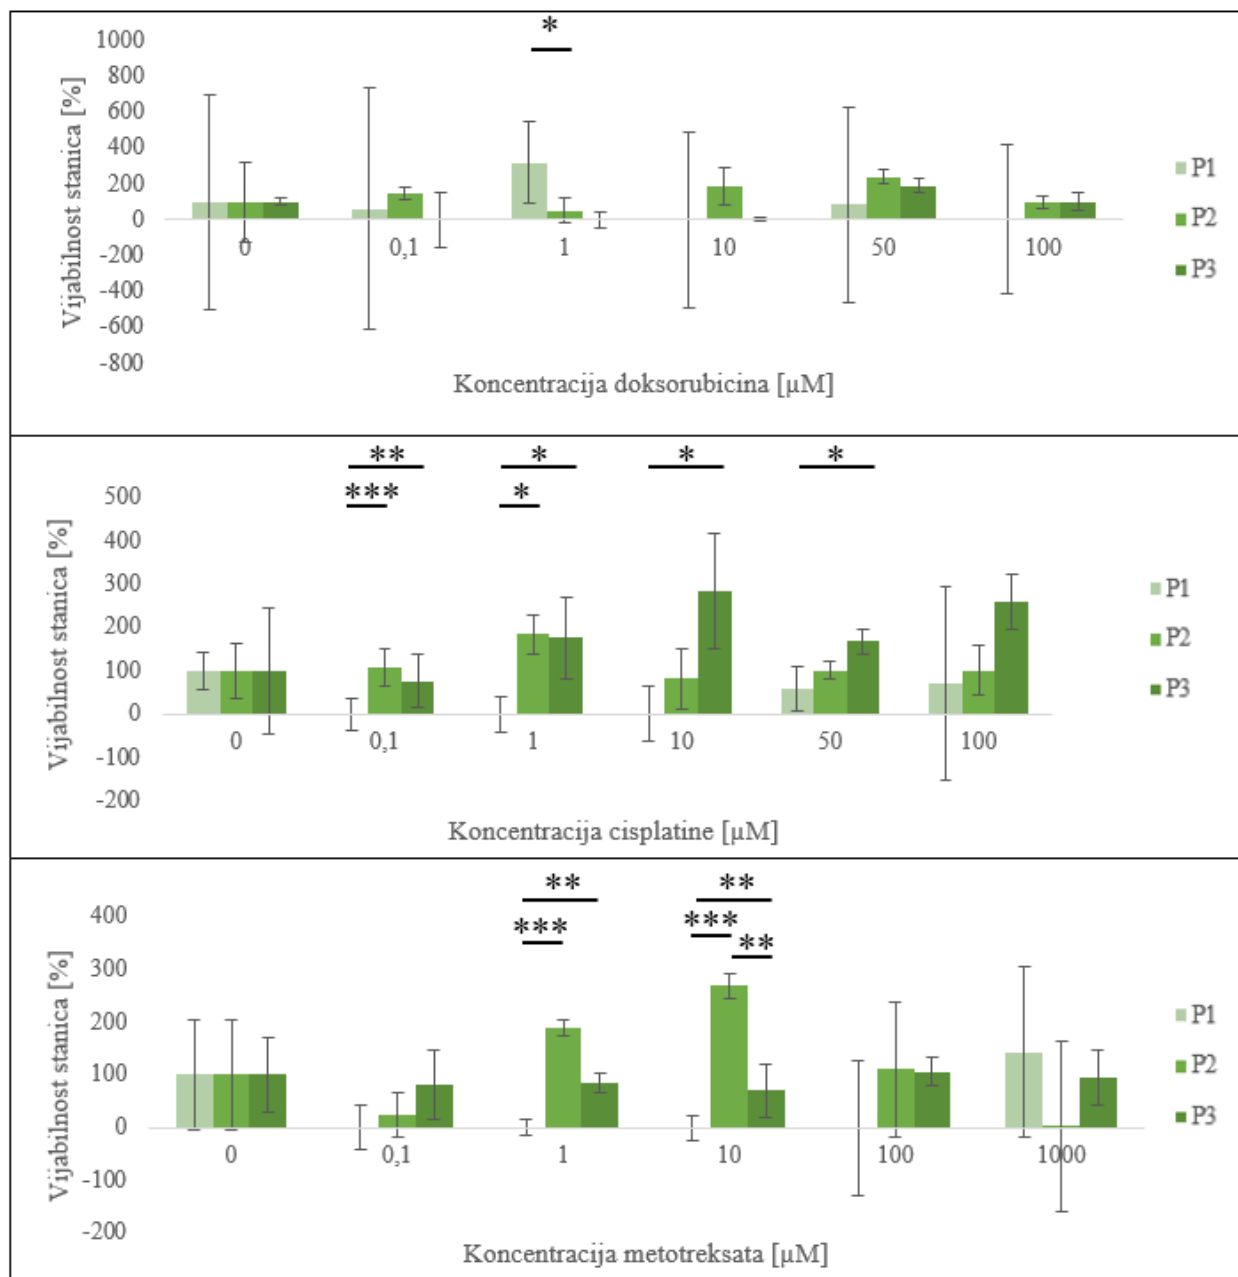 *
1000
800
600
400
200
0
-200
-400
-600
-800
Vijabilnost stanica [%]
0 0,1 1 10 50 100
Koncentracija doksorubicina [µM]
P1
P2
P3
** * * *
*** *
500
400
300
200
100
0
-100
-200
Vijabilnost stanica [%]
0 0,1 1 10 50 100
Koncentracija cisplatine [µM]
P1
P2
P3
** **
*** ***
**
400
300
200
100
0
-100
-200
Vijabilnost stanica [%]
0 0,1 1 10 100 1000
Koncentracija metotreksata [µM]
P1
P2
P3